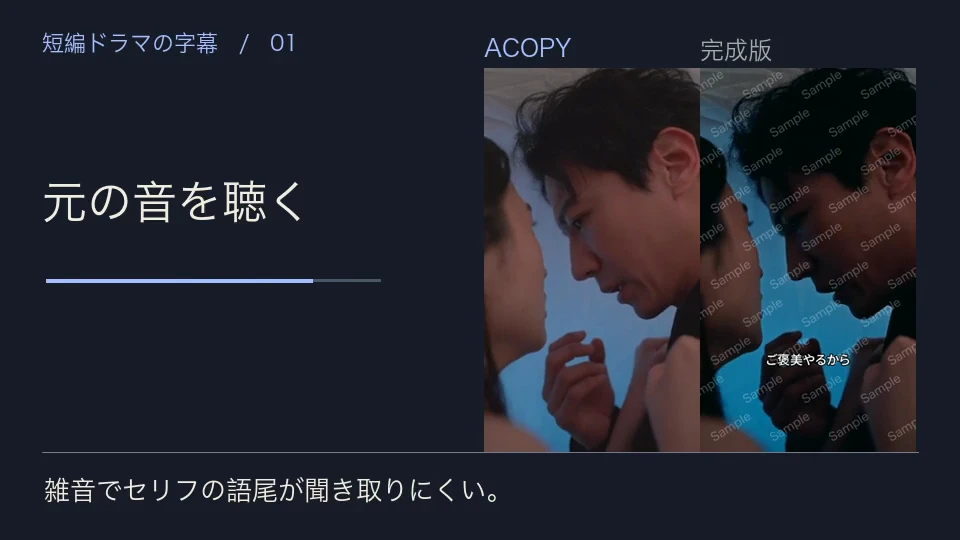 短編ドラマの字幕 / 01
ACOPY
完成版
元の音を聴く
Sample
ご褒美やるから
雑音でセリフの語尾が聞き取りにくい。